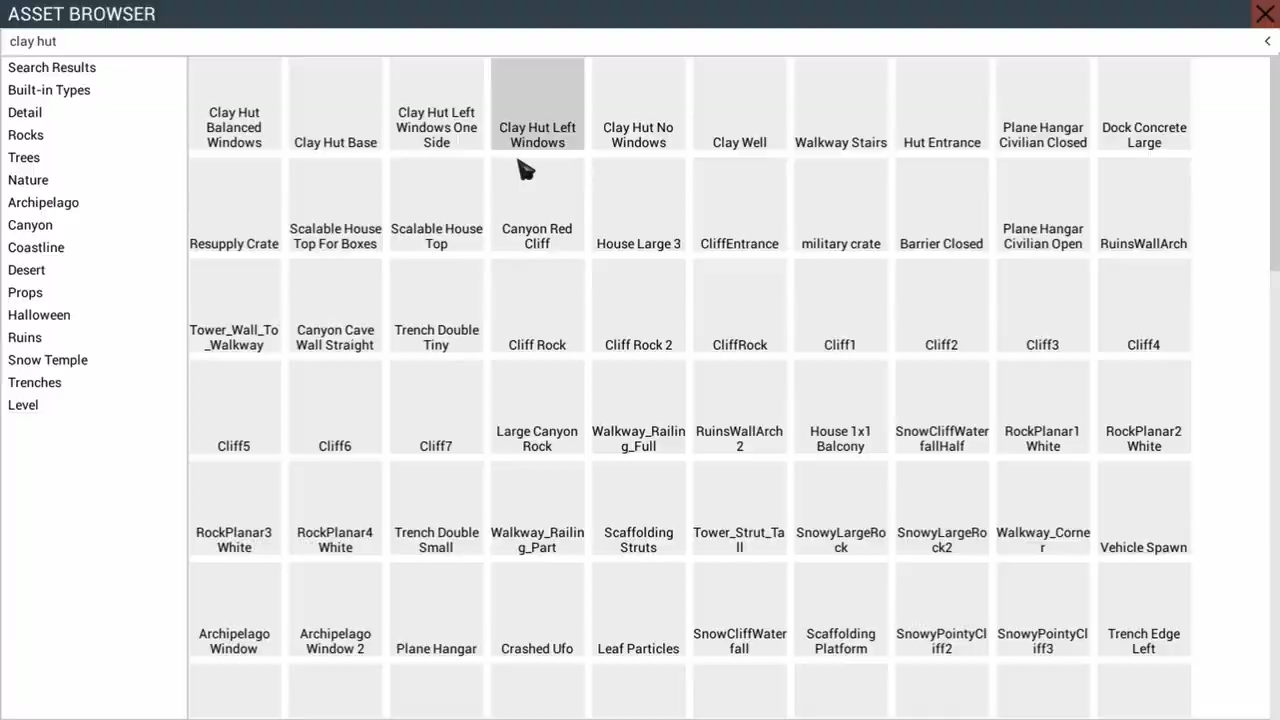 ASSET BROWSER
clay hut
Search Results
Built-in Types
Detail
Rocks
Trees
Nature
Archipelago
Canyon
Coastline
Desert
Props
Halloween
Ruins
Snow Temple
Trenches
Level
Clay Hut
Balanced
Windows
Clay Hut Base
Clay Hut Left
Windows One
Side
Clay Hut Left
Windows
Clay Hut No
Windows
Clay Well
Walkway Stairs
Hut Entrance
Plane Hangar
Civilian Closed
Dock Concrete
Large
Resupply Crate
Scalable House
Top For Boxes
Scalable House
Top
Canyon Red
Cliff
House Large 3
CliffEntrance
military crate
Barrier Closed
Plane Hangar
Civilian Open
RuinsWallArch
Tower_Wall_To
_Walkway
Canyon Cave
Wall Straight
Trench Double
Tiny
Cliff Rock
Cliff Rock 2
CliffRock
Cliff1
Cliff2
Cliff3
Cliff4
Cliff5
Cliff6
Cliff7
Large Canyon
Rock
Walkway_Railin
g_Full
RuinsWallArch
2
House 1x1
Balcony
SnowCliffWater
fallHalf
RockPlanar1
White
RockPlanar2
White
RockPlanar3
White
RockPlanar4
White
Trench Double
Small
Walkway_Railin
g_Part
Scaffolding
Struts
Tower_Strut_Ta
ll
SnowyLargeRo
ck
SnowyLargeRo
ck2
Walkway_Corne
r
Vehicle Spawn
Archipelago
Window
Archipelago
Window 2
Plane Hangar
Crashed Ufo
Leaf Particles
SnowCliffWater
fall
Scaffolding
Platform
SnowyPointyCl
iff2
SnowyPointyCl
iff3
Trench Edge
Left